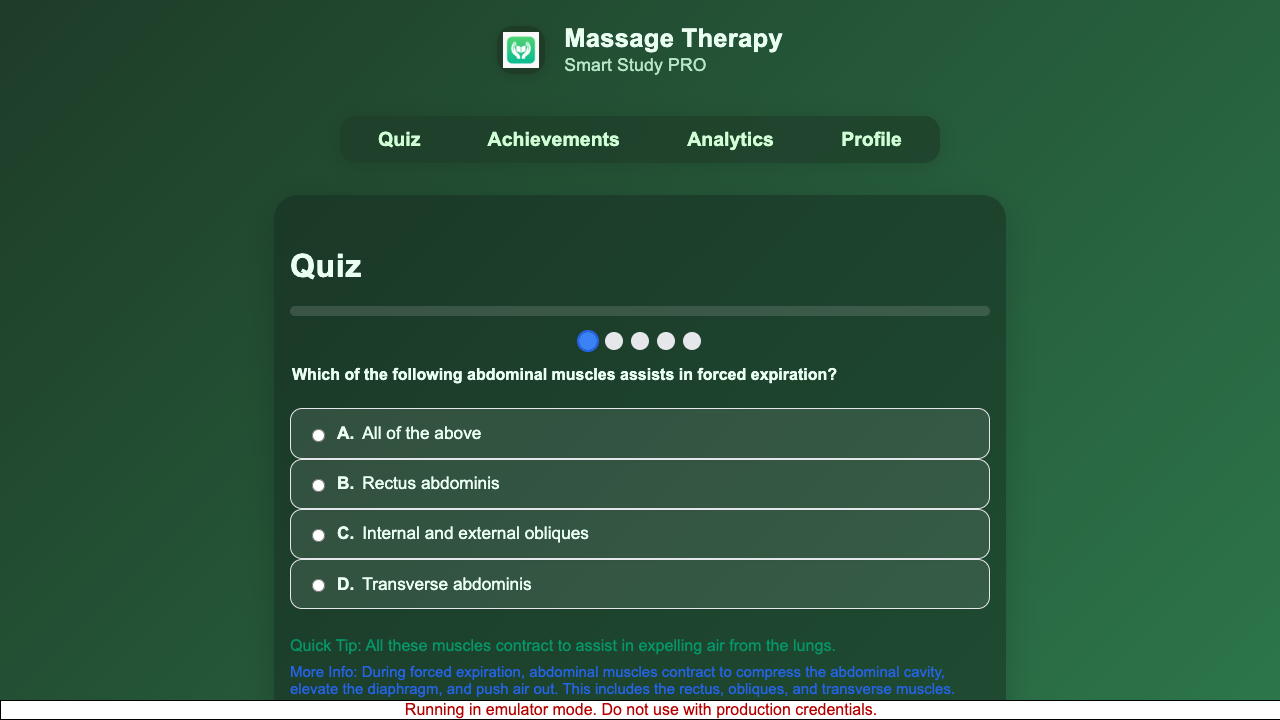 Massage Therapy
Smart Study PRO
Quiz Achievements Analytics Profile
Quiz
Which of the following abdominal muscles assists in forced expiration?
A. All of the above
B. Rectus abdominis
C. Internal and external obliques
D. Transverse abdominis
Quick Tip: All these muscles contract to assist in expelling air from the lungs.
More Info: During forced expiration, abdominal muscles contract to compress the abdominal cavity,
elevate the diaphragm, and push air out. This includes the rectus, obliques, and transverse muscles.
Running in emulator mode. Do not use with production credentials.